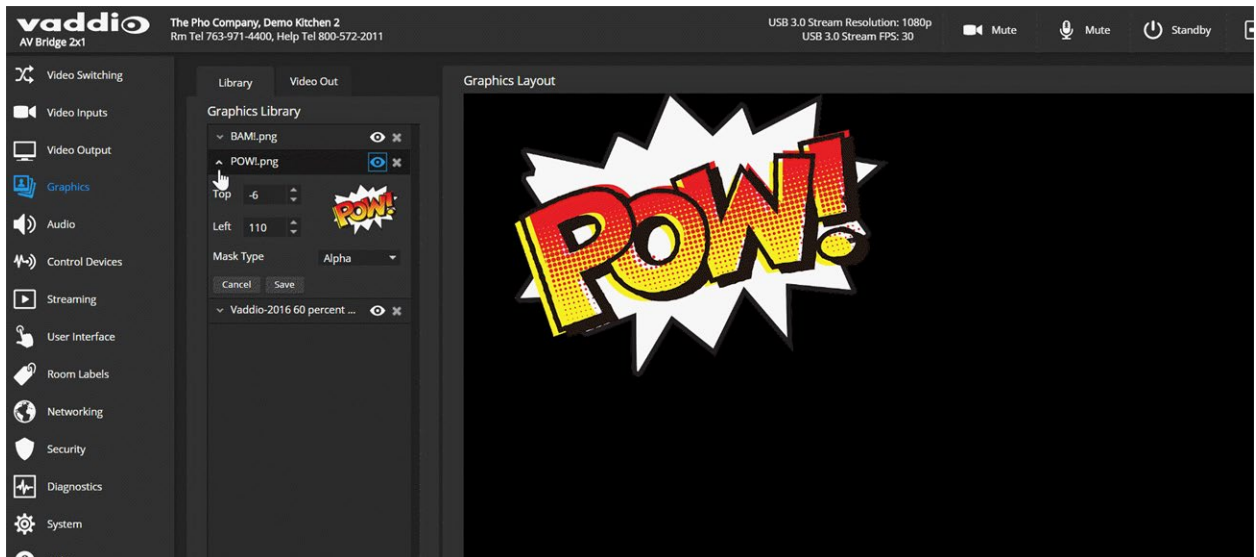 vaddio
AV Bridge 2x1
The Pho Company, Demo Kitchen 2
Rm Tel 763-971-4400, Help Tel 800-572-2011
USB 3.0 Stream Resolution: 1080p
USB 3.0 Stream FPS: 30
Mute
Mute
Standby
Video Switching
Video Inputs
Video Output
Graphics
Audio
Control Devices
Streaming
User Interface
Room Labels
Networking
Security
Diagnostics
System
Library
Video Out
Graphics Library
BAM!.png
POW!.png
Top -6
POW!
Left 110
Mask Type Alpha
Cancel Save
Vaddio-2016 60 percent ...
Graphics Layout
POW!